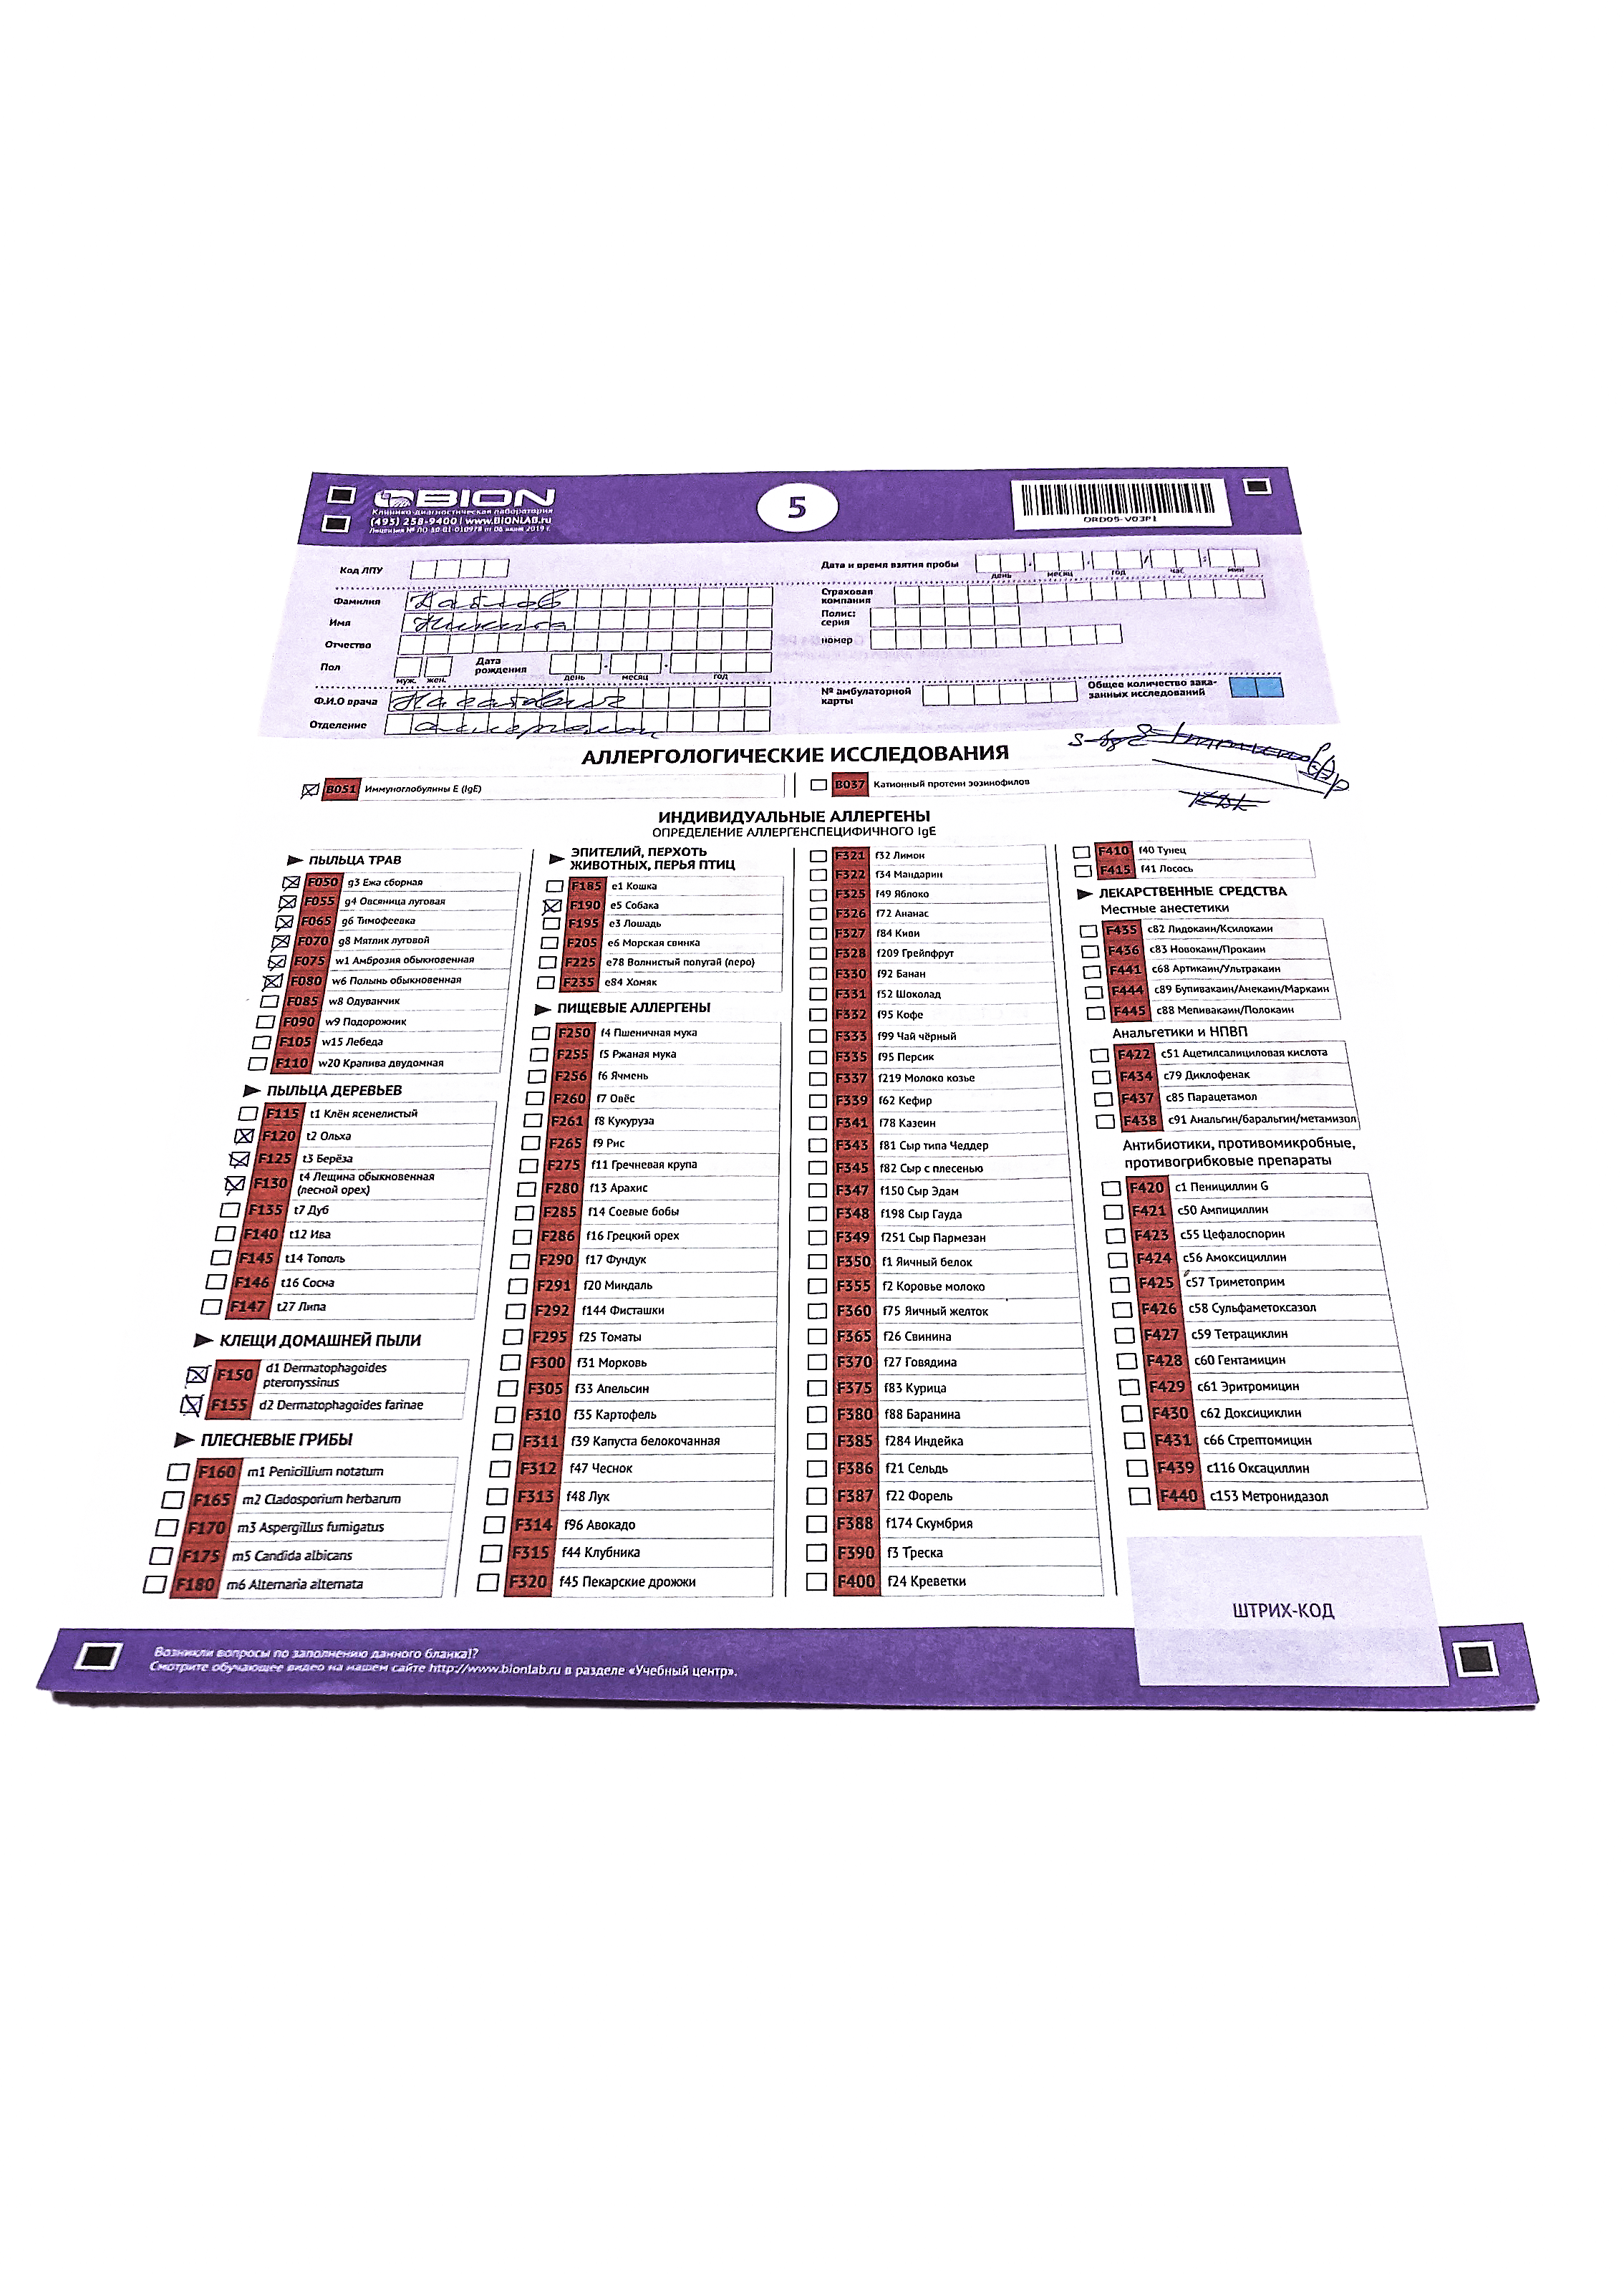 BION
5
Клинико-диагностическая лаборатория
(495) 258-9400 | www.BIONLAB.ru
Лицензия № ЛО-50-01-010978 от 06 2019 г.
ORD05-V03P1
Код ЛПУ
Дата и время взятия пробы
день месяц год час мин
Фамилия
Страховая компания
Имя Никита
Полис: серия
Отчество
номер
Пол
муж. жен.
Дата рождения
день месяц год
Ф.И.О врача
№ амбулаторной карты
Общее количество зака-
занных исследований
Отделение
АЛЛЕРГОЛОГИЧЕСКИЕ ИССЛЕДОВАНИЯ
B051 Иммуноглобулины E (IgE)
B037 Катионный протеин эозинофилов
ИНДИВИДУАЛЬНЫЕ АЛЛЕРГЕНЫ
ОПРЕДЕЛЕНИЕ АЛЛЕРГЕНСПЕЦИФИЧНОГО IgE
ПЫЛЬЦА ТРАВ
F050 g3 Ежа сборная
F055 g4 Овсяница луговая
F065 g6 Тимофеевка
F070 g8 Мятлик луговой
F075 w1 Амброзия обыкновенная
F080 w6 Полынь обыкновенная
F085 w8 Одуванчик
F090 w9 Подорожник
F105 w15 Лебеда
F110 w20 Крапива двудомная
ПЫЛЬЦА ДЕРЕВЬЕВ
F115 t1 Клён ясенелистый
F120 t2 Ольха
F125 t3 Берёза
F130 t4 Лещина обыкновенная
(лесной орех)
F135 t7 Дуб
F140 t12 Ива
F145 t14 Тополь
F146 t16 Сосна
F147 t27 Липа
КЛЕЩИ ДОМАШНЕЙ ПЫЛИ
F150 d1 Dermatophagoides
pteronyssinus
F155 d2 Dermatophagoides farinae
ПЛЕСНЕВЫЕ ГРИБЫ
F160 m1 Penicillium notatum
F165 m2 Cladosporium herbarum
F170 m3 Aspergillus fumigatus
F175 m5 Candida albicans
F180 m6 Alternaria alternata
ЭПИТЕЛИЙ, ПЕРХОТЬ
ЖИВОТНЫХ, ПЕРЬЯ ПТИЦ
F185 e1 Кошка
F190 e5 Собака
F195 e3 Лошадь
F205 e6 Морская свинка
F225 e78 Волнистый попугай (перо)
F235 e84 Хомяк
ПИЩЕВЫЕ АЛЛЕРГЕНЫ
F250 f4 Пшеничная мука
F255 f5 Ржаная мука
F256 f6 Ячмень
F260 f7 Овёс
F261 f8 Кукуруза
F265 f9 Рис
F275 f11 Гречневая крупа
F280 f13 Арахис
F285 f14 Соевые бобы
F286 f16 Грецкий орех
F290 f17 Фундук
F291 f20 Миндаль
F292 f144 Фисташки
F295 f25 Томаты
F300 f31 Морковь
F305 f33 Апельсин
F310 f35 Картофель
F311 f39 Капуста белокочанная
F312 f47 Чеснок
F313 f48 Лук
F314 f96 Авокадо
F315 f44 Клубника
F320 f45 Пекарские дрожжи
F321 f32 Лимон
F322 f34 Мандарин
F325 f49 Яблоко
F326 f72 Ананас
F327 f84 Киви
F328 f209 Грейпфрут
F330 f92 Банан
F331 f52 Шоколад
F332 f95 Кофе
F333 f99 Чай чёрный
F335 f95 Персик
F337 f219 Молоко козье
F339 f62 Кефир
F341 f78 Казеин
F343 f81 Сыр типа Чеддер
F345 f82 Сыр с плесенью
F347 f150 Сыр Эдам
F348 f198 Сыр Гауда
F349 f251 Сыр Пармезан
F350 f1 Яичный белок
F355 f2 Коровье молоко
F360 f75 Яичный желток
F365 f26 Свинина
F370 f27 Говядина
F375 f83 Курица
F380 f88 Баранина
F385 f284 Индейка
F386 f21 Сельдь
F387 f22 Форель
F388 f174 Скумбрия
F390 f3 Треска
F400 f24 Креветки
F410 f40 Тунец
F415 f41 Лосось
ЛЕКАРСТВЕННЫЕ СРЕДСТВА
Местные анестетики
F435 c82 Лидокаин/Ксилокаин
F436 c83 Новокаин/Прокаин
F441 c68 Артикаин/Ультракаин
F444 c89 Бупивакаин/Анекаин/Маркаин
F445 c88 Мепивакаин/Полокаин
Анальгетики и НПВП
F422 c51 Ацетилсалициловая кислота
F434 c79 Диклофенак
F437 c85 Парацетамол
F438 c91 Анальгин/баральгин/метамизол
Антибиотики, противомикробные,
противогрибковые препараты
F420 c1 Пенициллин G
F421 c50 Ампициллин
F423 c55 Цефалоспорин
F424 c56 Амоксициллин
F425 c57 Триметоприм
F426 c58 Сульфаметоксазол
F427 c59 Тетрациклин
F428 c60 Гентамицин
F429 c61 Эритромицин
F430 c62 Доксициклин
F431 c66 Стрептомицин
F439 c116 Оксациллин
F440 c153 Метронидазол
ШТРИХ-КОД
Возникли вопросы по заполнению данного бланка!?
Смотрите обучающее видео на нашем сайте http://www.bionlab.ru в разделе «Учебный центр».